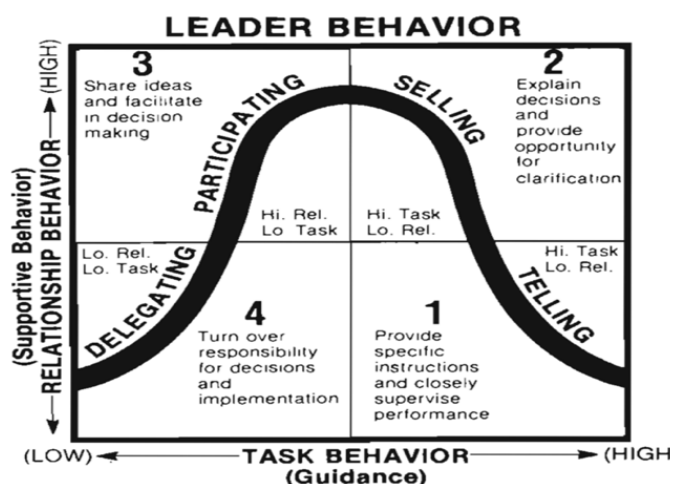 LEADER BEHAVIOR
3
Share ideas
and facilitate
in decision
making
PARTICIPATING
SELLING
2
Explain
decisions
and
provide
opportunity
for
clarification
Hi. Rel.
Lo Task
Hi. Task
Lo. Rel.
Lo. Rel.
Lo. Task
DELEGATING
4
Turn over
responsibility
for decisions
and
implementation
1
Provide
specific
instructions
and closely
supervise
performance
Hi. Task
Lo. Rel.
TELLING
(HIGH)
(Supportive Behavior)
RELATIONSHIP BEHAVIOR
(LOW)
TASK BEHAVIOR
(HIGH
(Guidance)